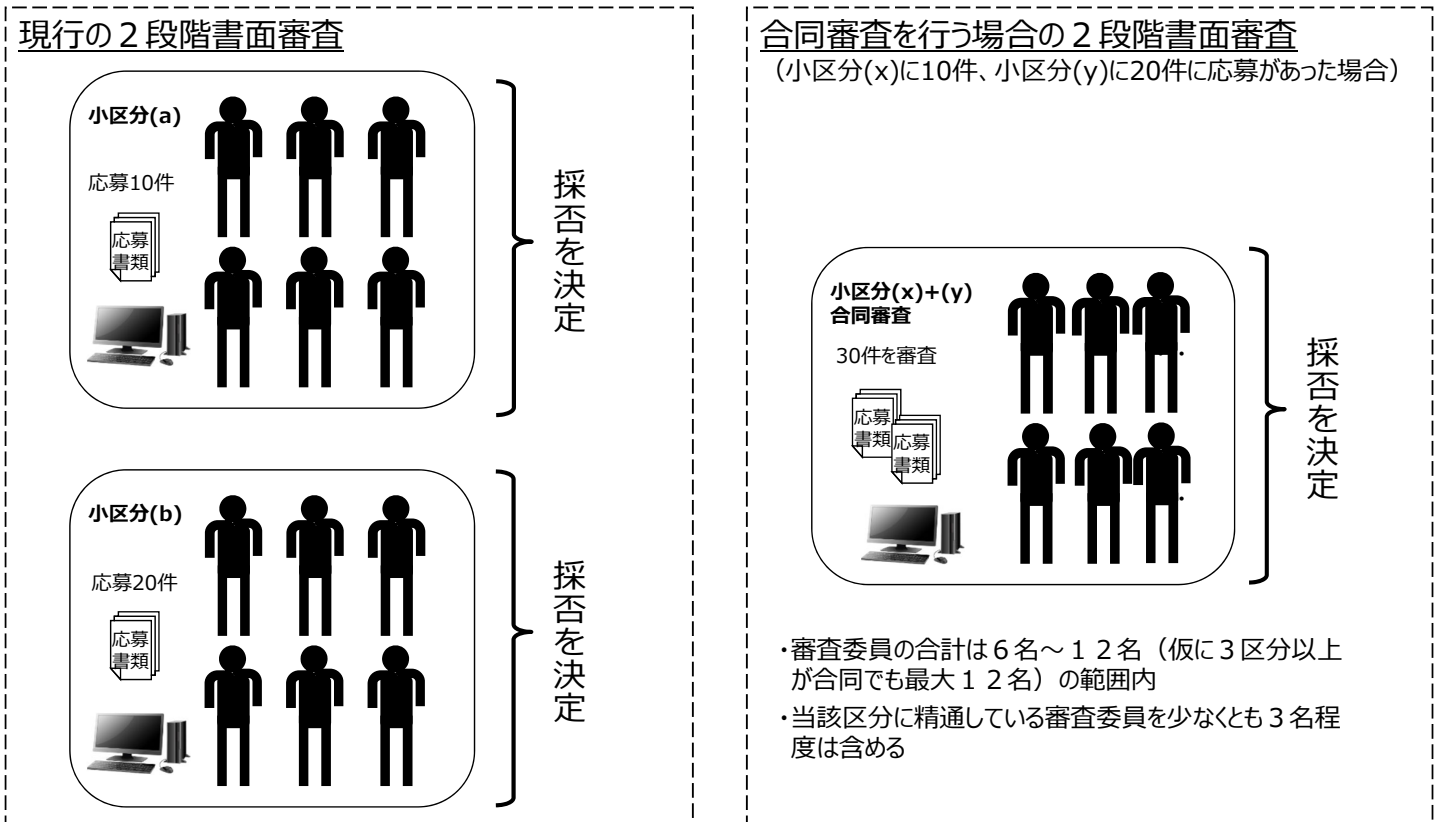 現行の２段階書面審査
小区分(a)
応募10件
応募
書類
採否を決定
小区分(b)
応募20件
応募
書類
採否を決定
合同審査を行う場合の２段階書面審査
（小区分(x)に10件、小区分(y)に20件に応募があった場合）
小区分(x)+(y)
合同審査
30件を審査
応募
書類
応募
書類
採否を決定
・審査委員の合計は６名～１２名（仮に３区分以上
が合同でも最大１２名）の範囲内
・当該区分に精通している審査委員を少なくとも３名程
度は含める